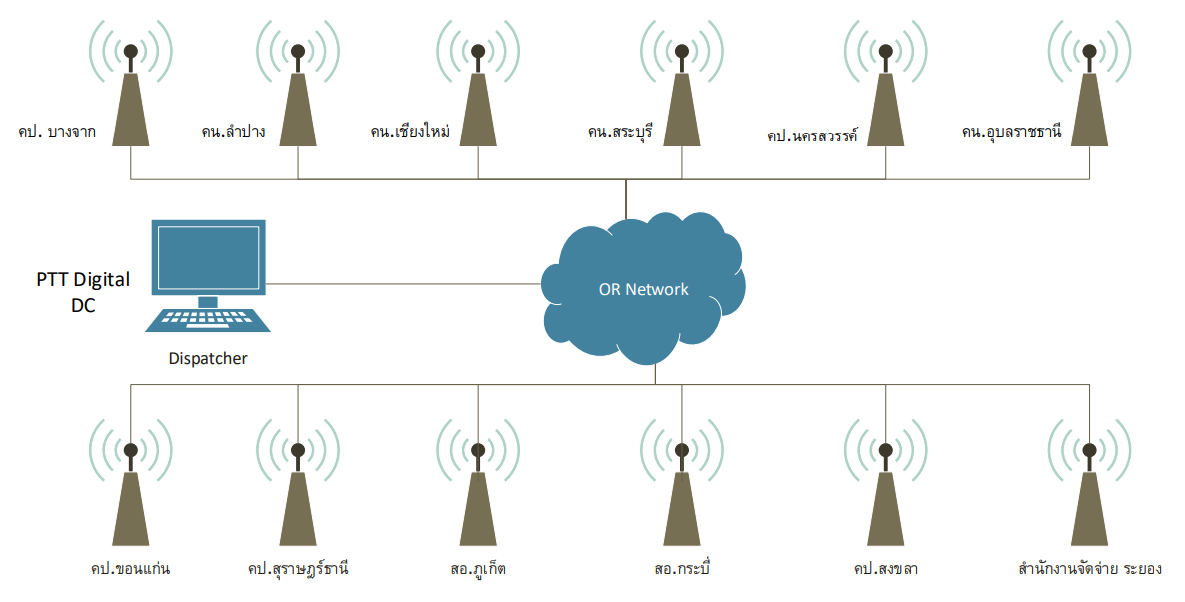 คป. บางจาก
คน.ลำปาง
คน.เชียงใหม่
คน.สระบุรี
คป.นครสวรรค์
คน.อุบลราชธานี
PTT Digital
DC
OR Network
Dispatcher
คป.ขอนแก่น
คป.สุราษฎร์ธานี
สอ.ภูเก็ต
สอ.กระบี่
คป.สงขลา
สำนักงานจัดจ่าย ระยอง